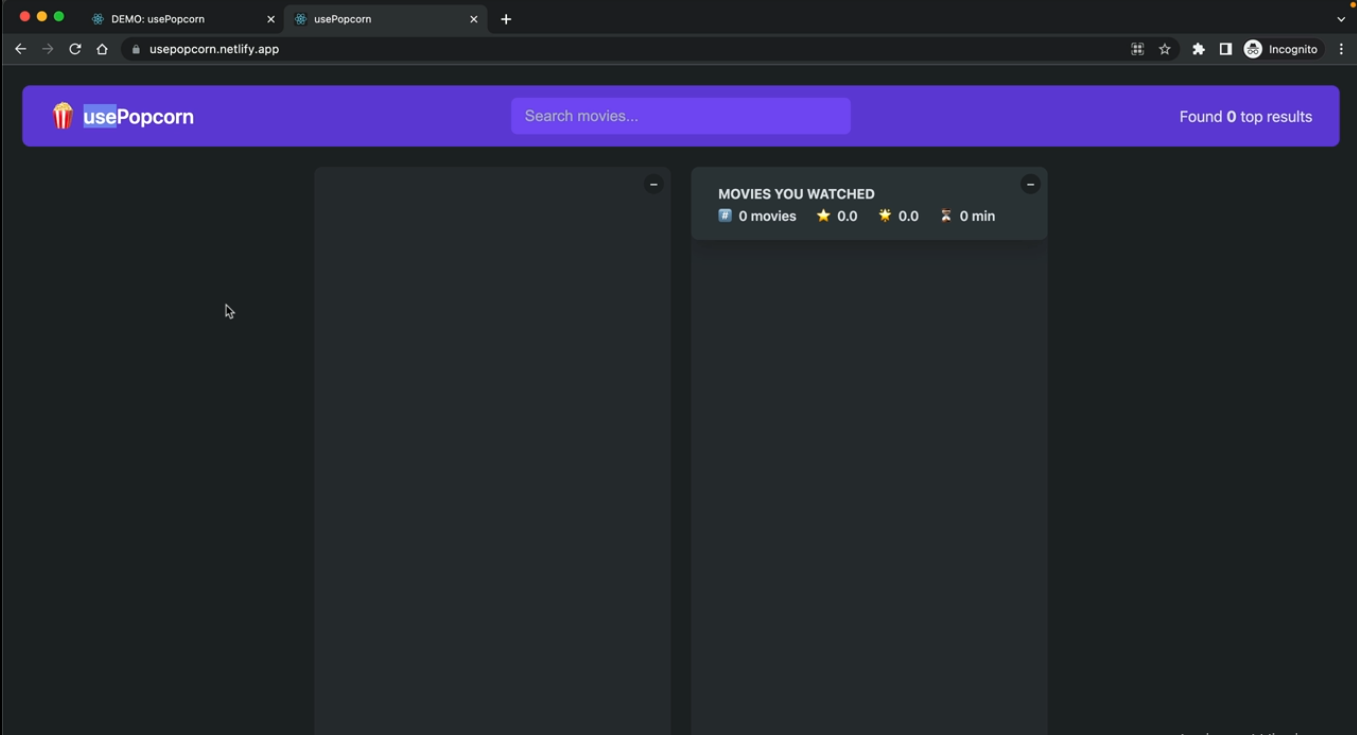 DEMO: usePopcorn
usePopcorn
usepopcorn.netlify.app
Incognito
usePopcorn
Search movies...
Found 0 top results
MOVIES YOU WATCHED
#️⃣ 0 movies ⭐️ 0.0 🌟 0.0 ⏳ 0 min